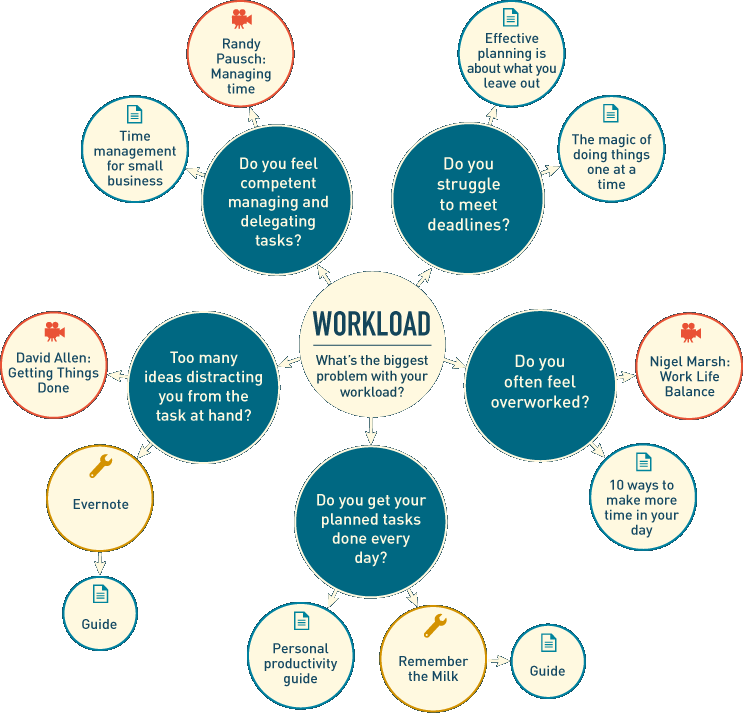 Randy
Pausch:
Managing
time
Effective
planning is
about what you
leave out
Time
management
for small
business
The magic of
doing things
one at a
time
Do you feel
competent
managing and
delegating
tasks?
Do you
struggle
to meet
deadlines?
WORKLOAD
What's the biggest
problem with your
workload?
David Allen:
Getting Things
Done
Too many
ideas distracting
you from the
task at hand?
Do you
often feel
overworked?
Nigel Marsh:
Work Life
Balance
Evernote
Do you get your
planned tasks
done every
day?
10 ways to
make more
time in your
day
Guide
Personal
productivity
guide
Remember
the Milk
Guide